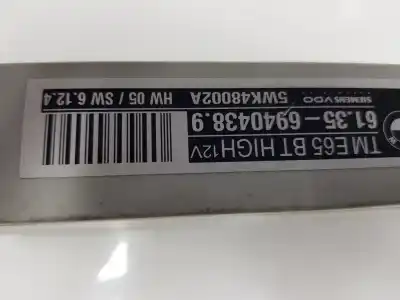 TM E65 BT HIGH 12V
61.35-6940438.9
SIEMENS VDO 5WK48002A
HW 05 / SW 6.12.4